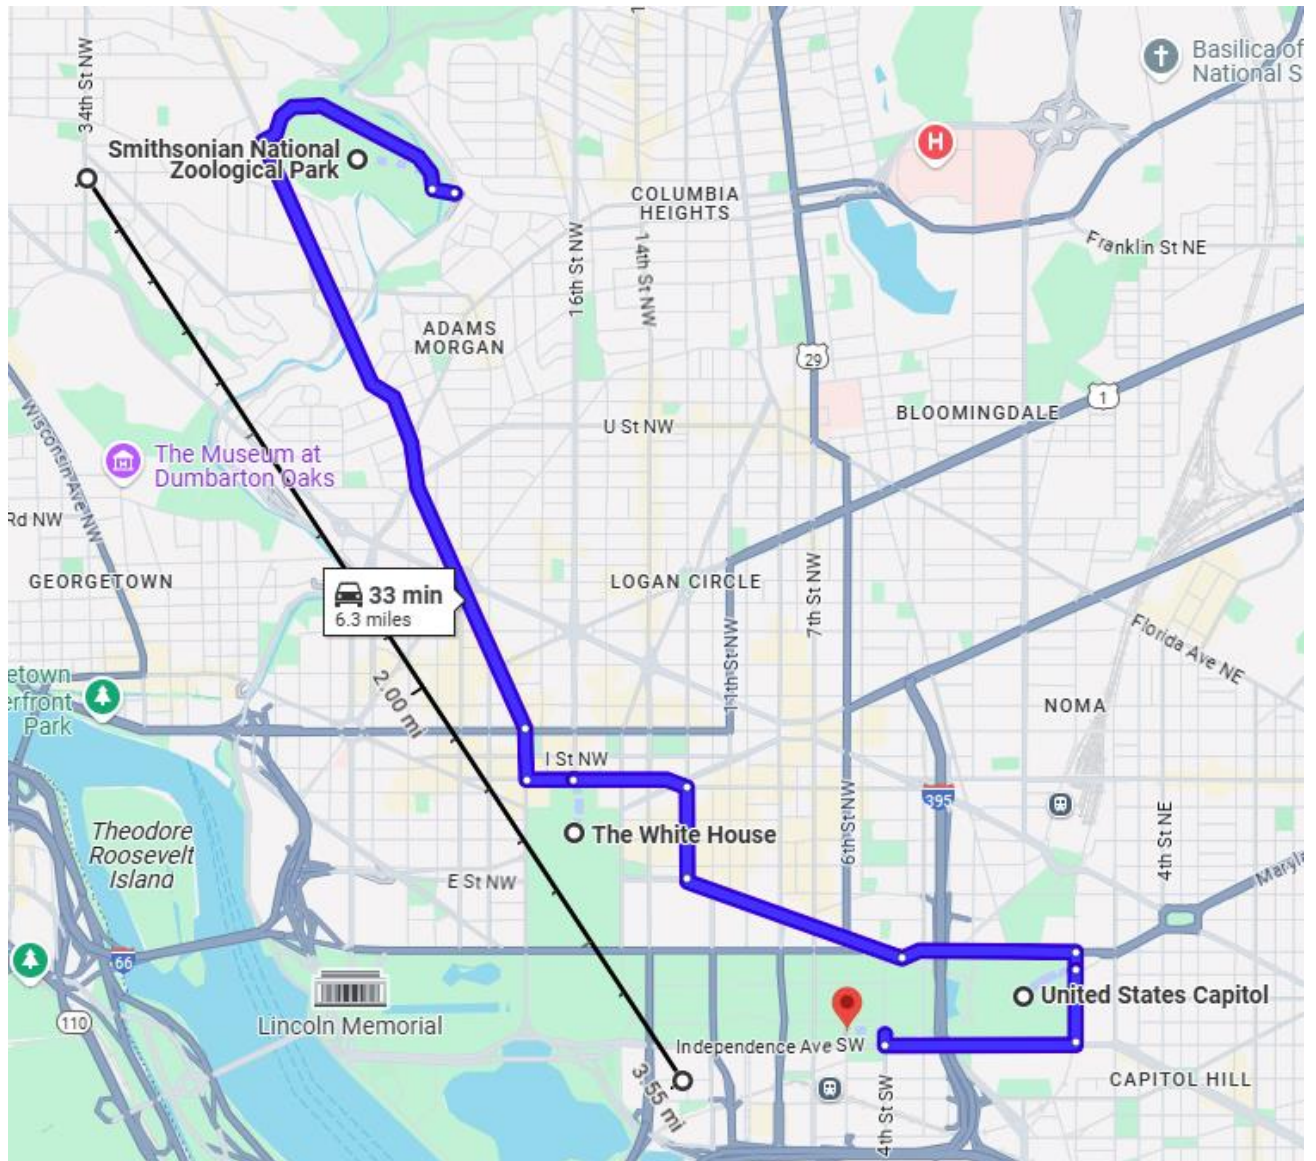 34th St NW
Basilica of
National S
Smithsonian National
Zoological Park
H
COLUMBIA
HEIGHTS
16th St NW
14th St NW
Franklin St NE
ADAMS
MORGAN
29
1
BLOOMINGDALE
U St NW
Wisconsin Ave NW
The Museum at
Dumbarton Oaks
Rd NW
GEORGETOWN
33 min
6.3 miles
LOGAN CIRCLE
7th St NW
11th St NW
Florida Ave NE
2.00 mi
etown
erfront
Park
NOMA
I St NW
6th St NW
395
The White House
Theodore
Roosevelt
Island
4th St NE
E St NW
Maryla
66
United States Capitol
110
Lincoln Memorial
Independence Ave SW
3.55 mi
4th St SW
CAPITOL HILL